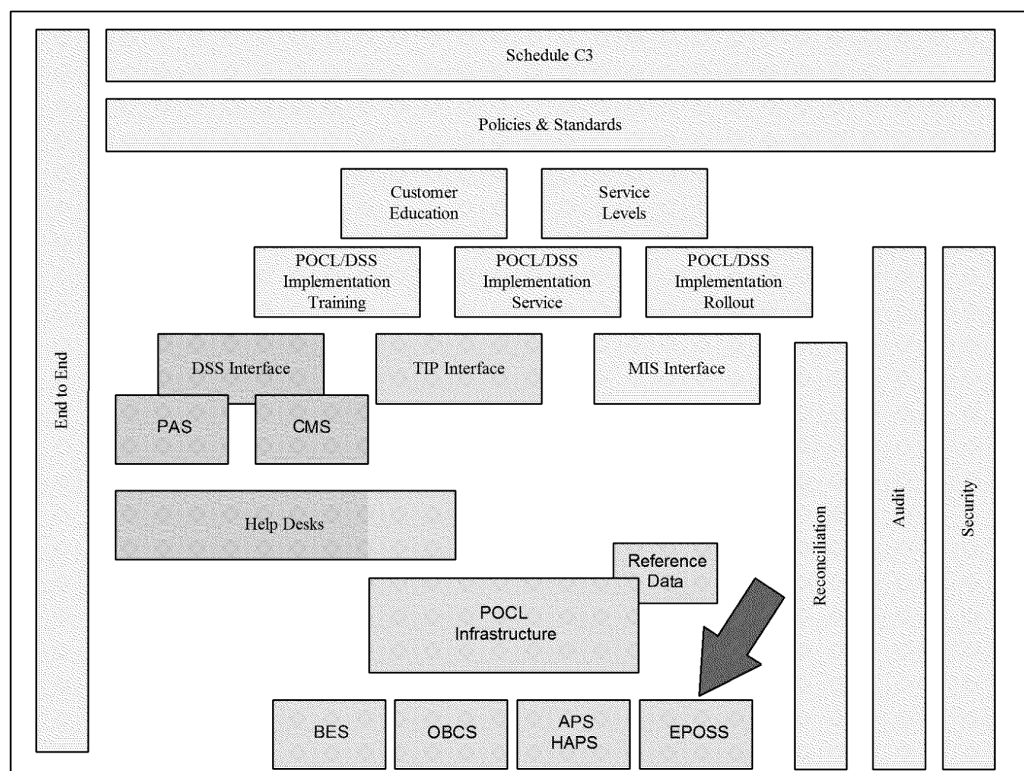 Schedule C3
Policies & Standards
Customer
Education
Service
Levels
POCL/DSS
Implementation
Training
POCL/DSS
Implementation
Service
POCL/DSS
Implementation
Rollout
DSS Interface
TIP Interface
MIS Interface
PAS
CMS
End to End
Help Desks
Reference
Data
POCL
Infrastructure
Reconciliation
Audit
Security
BES
OBCS
APS
HAPS
EPOSS